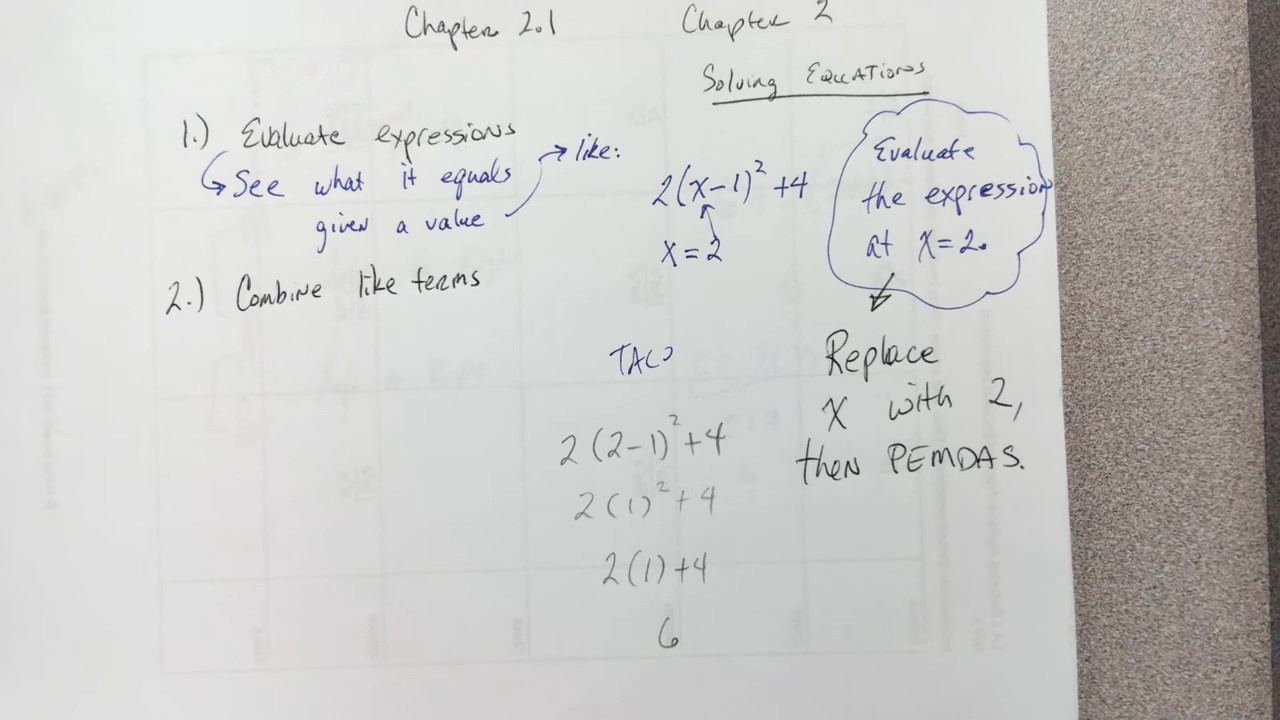 Chapter 2.1
Chapter 2
Solving Equations
1.) Evaluate expressions
See what it equals
given a value
like:
2(x-1)² +4
x=2
Evaluate
the expression
at x=2.
2.) Combine like terms
TACO
Replace
x with 2,
then PEMDAS.
2(2-1)²+4
2(1)²+4
2(1)+4
6